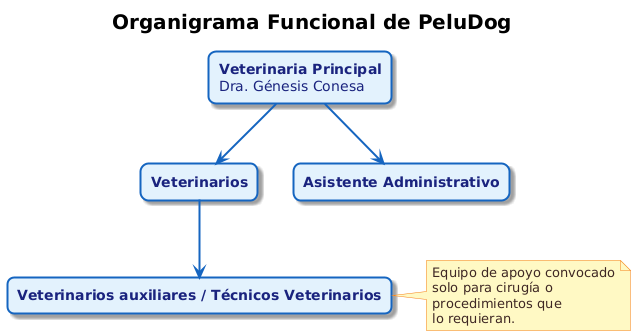 Organigrama Funcional de PeluDog
Veterinaria Principal
Dra. Génesis Conesa
Veterinarios
Asistente Administrativo
Veterinarios auxiliares / Técnicos Veterinarios
Equipo de apoyo convocado
solo para cirugía o
procedimientos que
lo requieran.